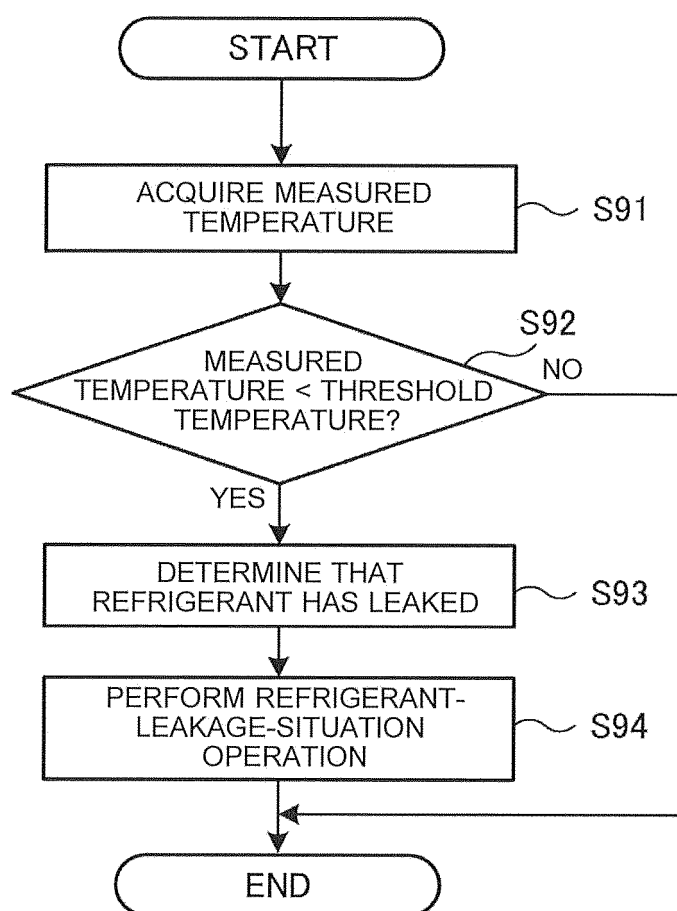 START
ACQUIRE MEASURED
TEMPERATURE
S91
S92
MEASURED
TEMPERATURE < THRESHOLD
TEMPERATURE?
NO
YES
DETERMINE THAT
REFRIGERANT HAS LEAKED
S93
PERFORM REFRIGERANT-
LEAKAGE-SITUATION
OPERATION
S94
END